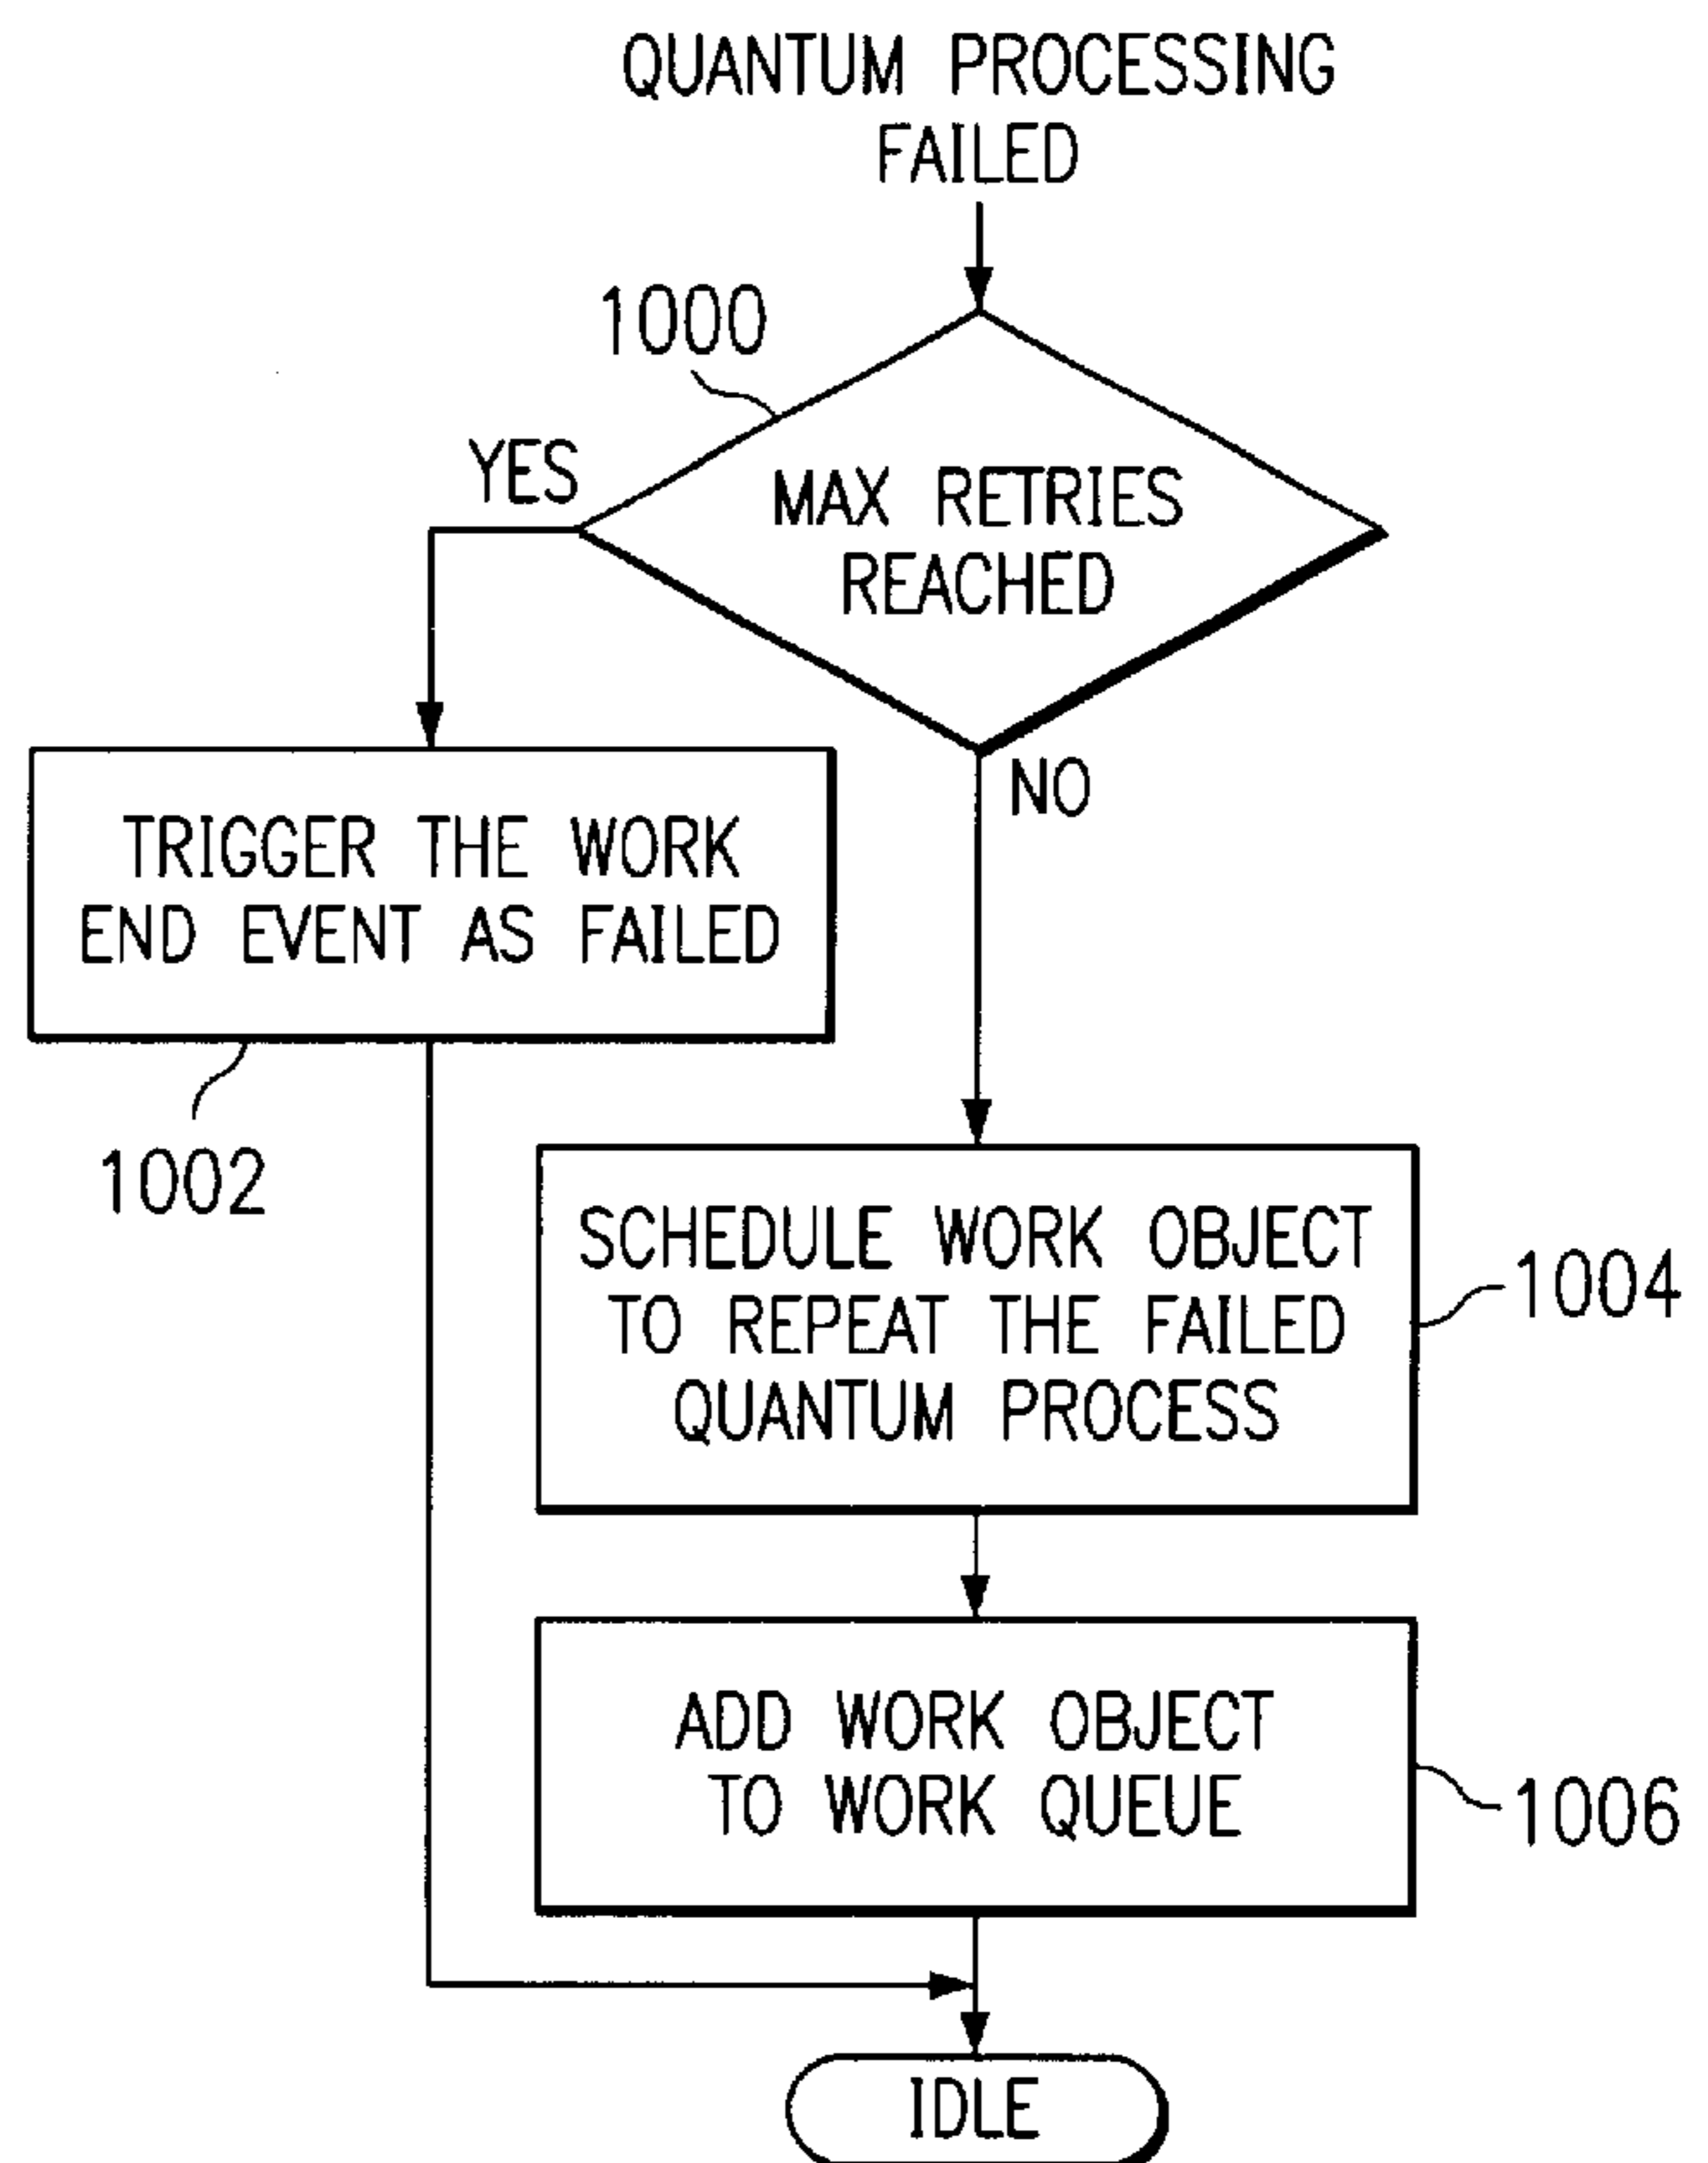 QUANTUM PROCESSING
FAILED
1000
YES
MAX RETRIES
REACHED
NO
TRIGGER THE WORK
END EVENT AS FAILED
1002
SCHEDULE WORK OBJECT
TO REPEAT THE FAILED
QUANTUM PROCESS
1004
ADD WORK OBJECT
TO WORK QUEUE
1006
IDLE